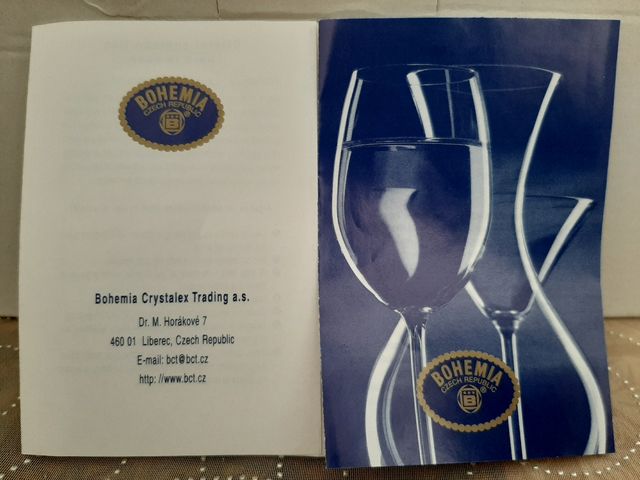 BOHEMIA
CZECH REPUBLIC
B ®
Bohemia Crystalex Trading a.s.
Dr. M. Horákové 7
460 01 Liberec, Czech Republic
E-mail: bct@bct.cz
http: //www.bct.cz
BOHEMIA
CZECH REPUBLIC
B ®